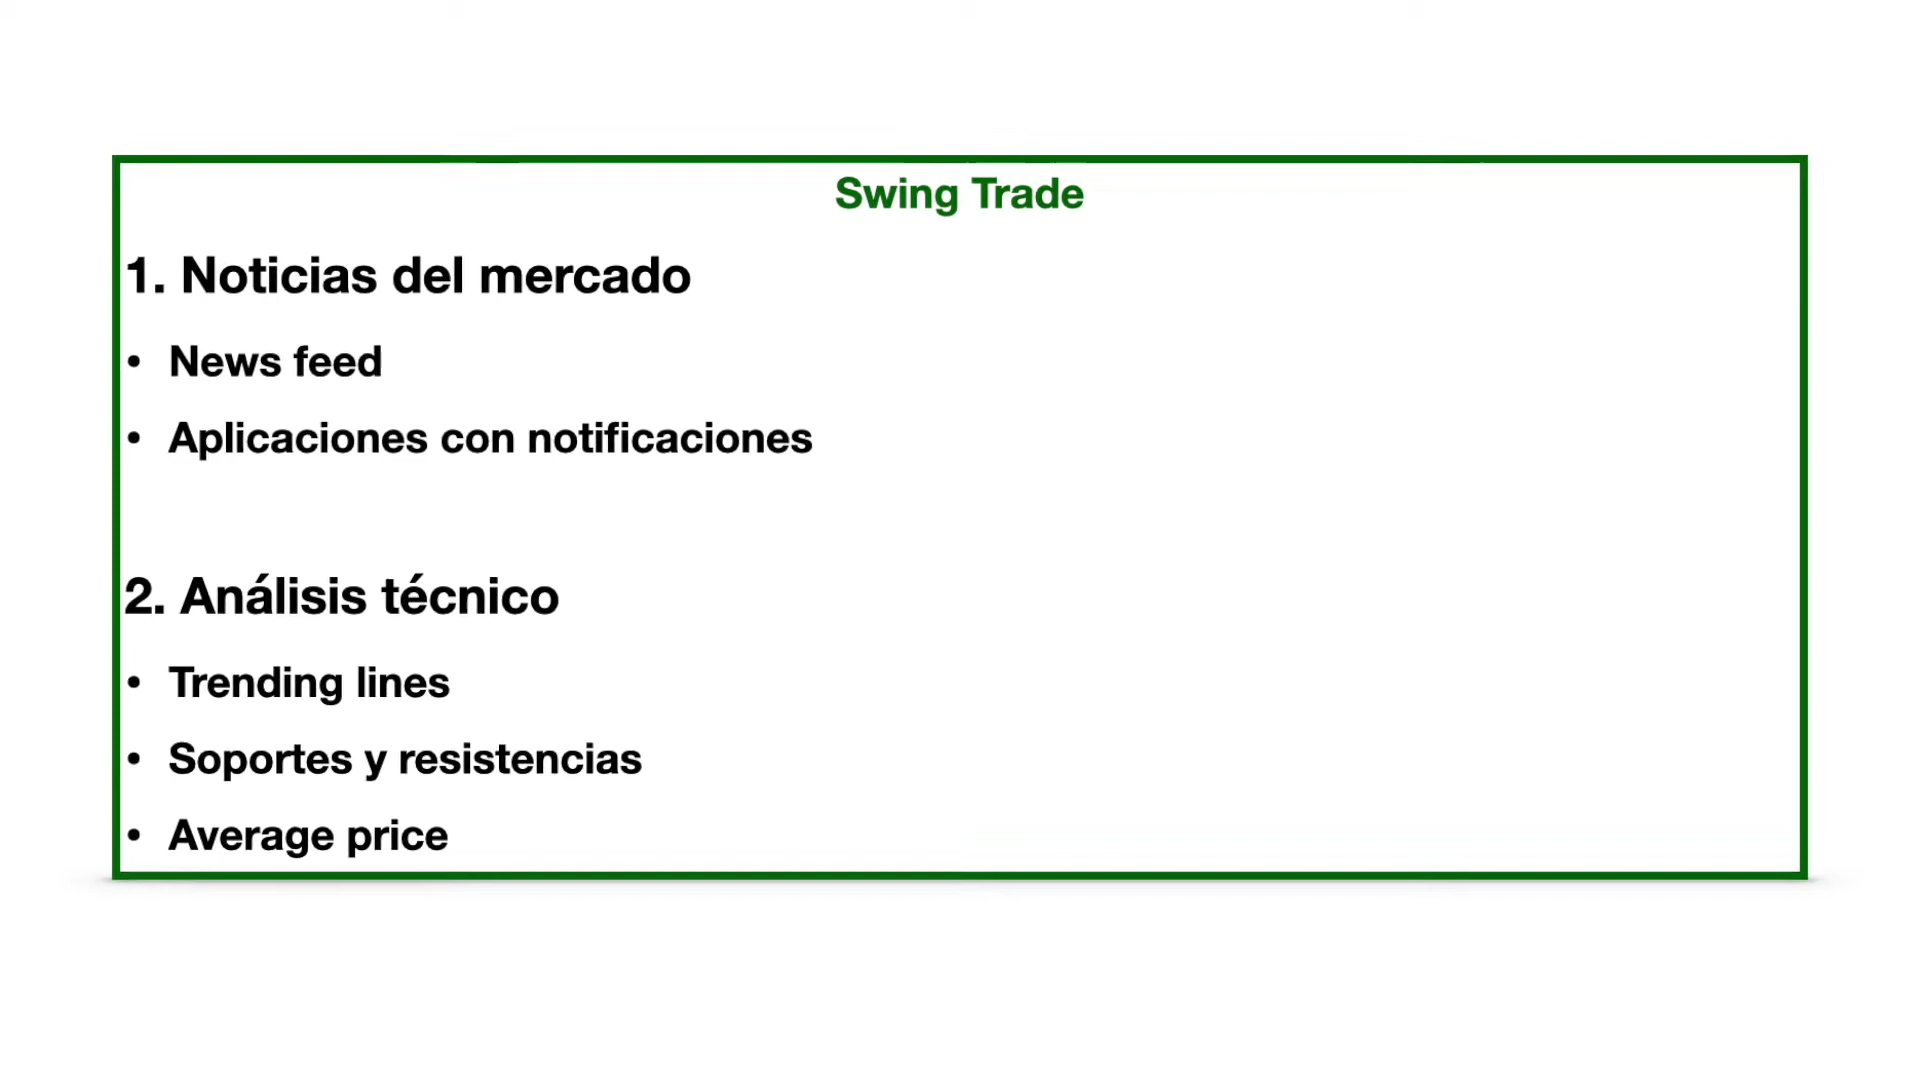 Swing Trade
1. Noticias del mercado
• News feed
• Aplicaciones con notificaciones
2. Análisis técnico
• Trending lines
• Soportes y resistencias
• Average price